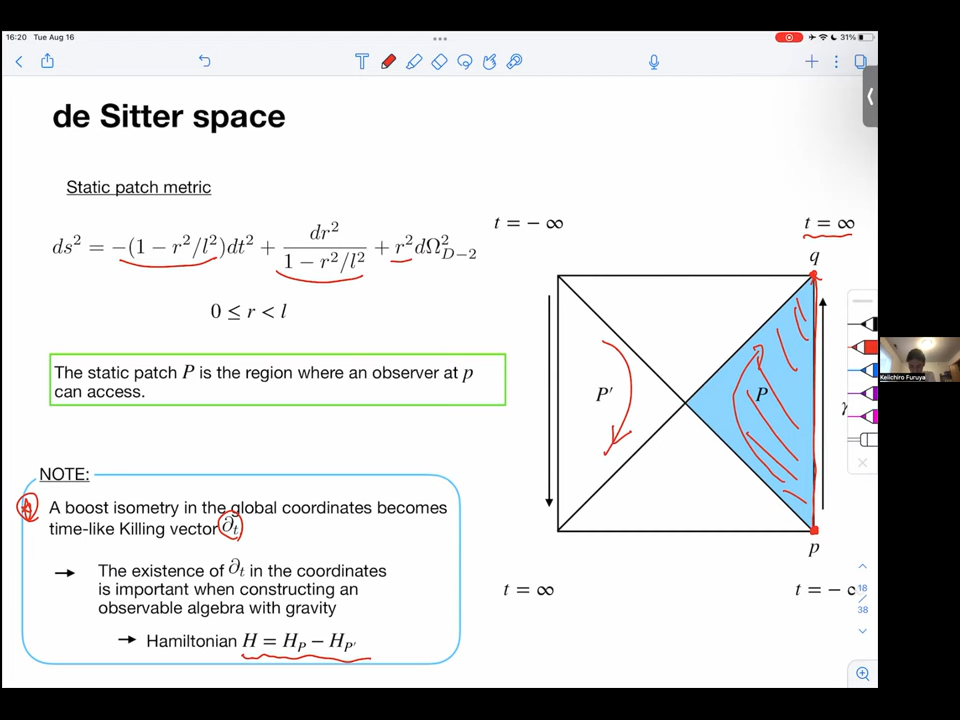 16:20 Tue Aug 16
31%
de Sitter space
Static patch metric
ds² = −(1 − r²/l²)dt² + dr²/(1 − r²/l²) + r²dΩ²_{D−2}
0 ≤ r < l
The static patch P is the region where an observer at p
can access.
NOTE:
A boost isometry in the global coordinates becomes
time-like Killing vector ∂ₜ.
The existence of ∂ₜ in the coordinates
is important when constructing an
observable algebra with gravity
Hamiltonian H = H_P − H_{P′}
t = − ∞
t = ∞
q
P′
P
γ
p
t = ∞
t = −
18
/
38
Keiichiro Furuya